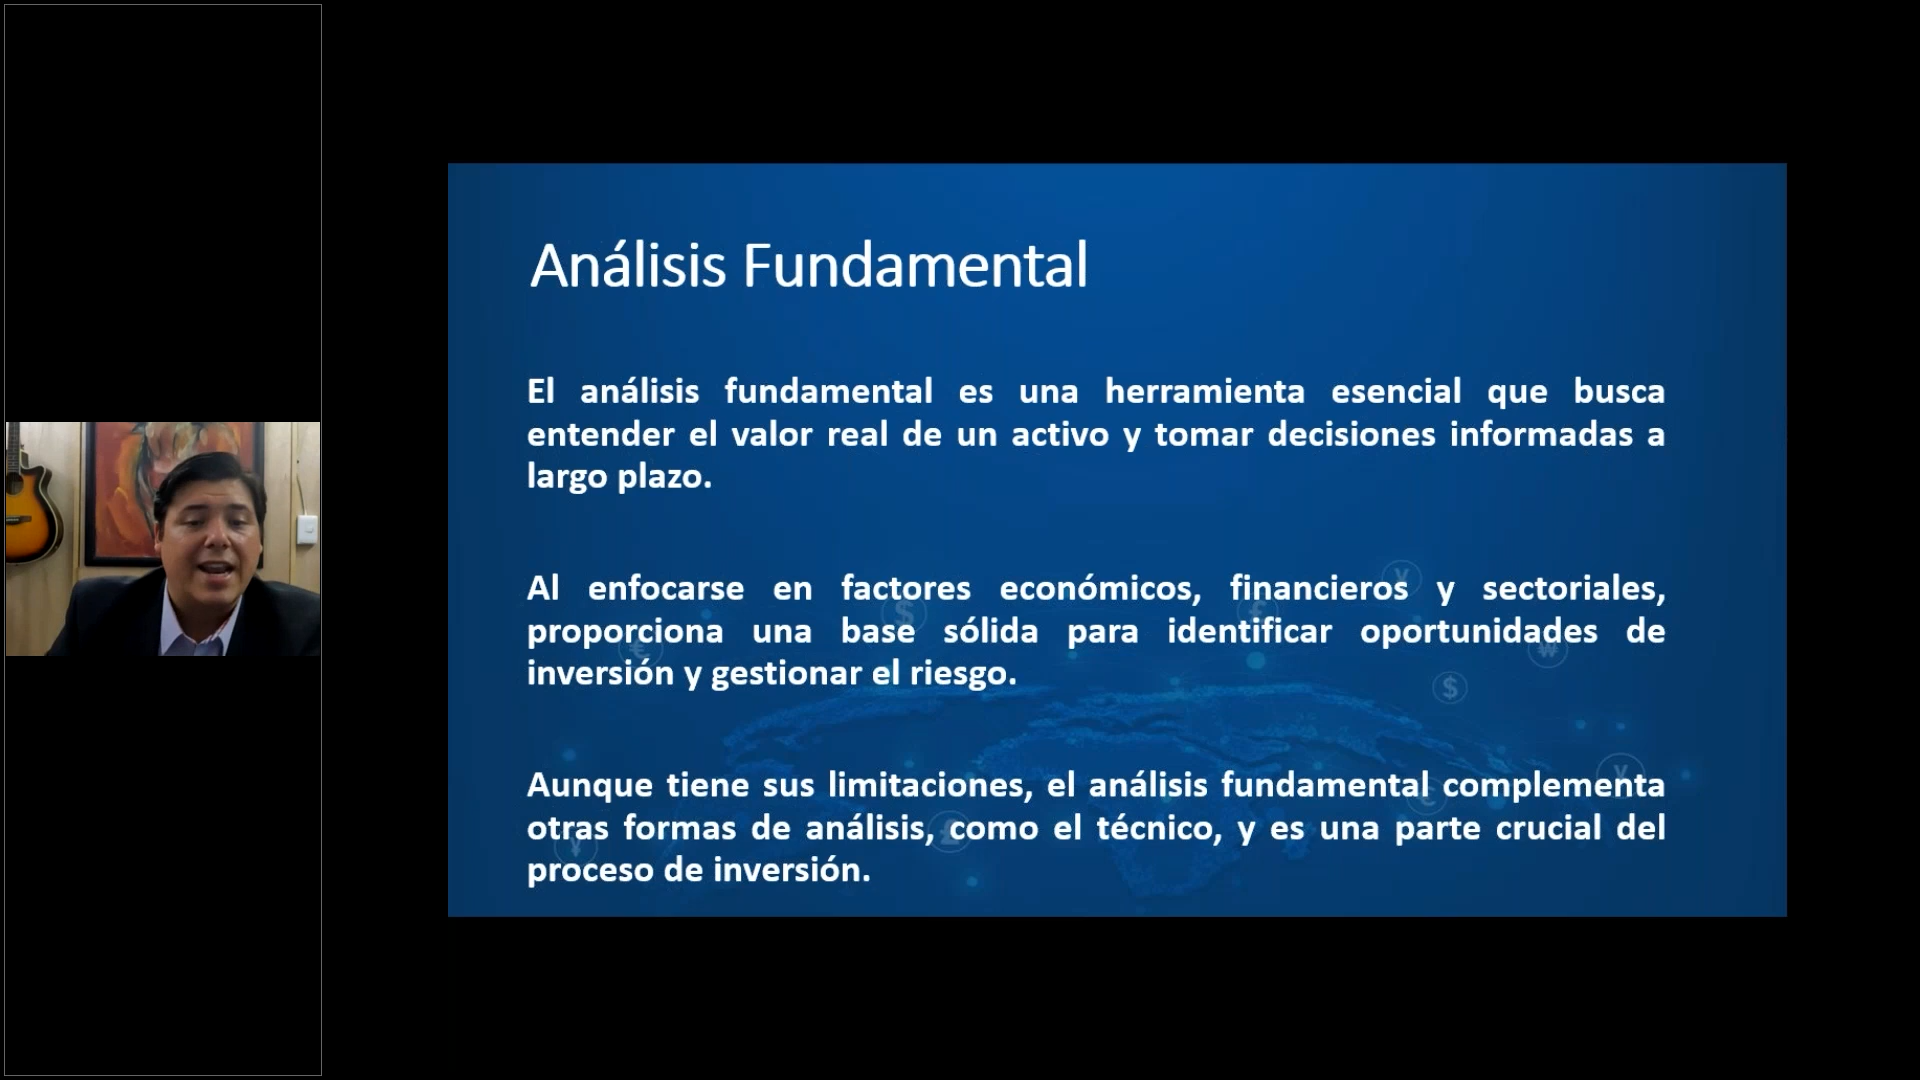 Análisis Fundamental
El análisis fundamental es una herramienta esencial que busca
entender el valor real de un activo y tomar decisiones informadas a
largo plazo.
Al enfocarse en factores económicos, financieros y sectoriales,
proporciona una base sólida para identificar oportunidades de
inversión y gestionar el riesgo.
Aunque tiene sus limitaciones, el análisis fundamental complementa
otras formas de análisis, como el técnico, y es una parte crucial del
proceso de inversión.